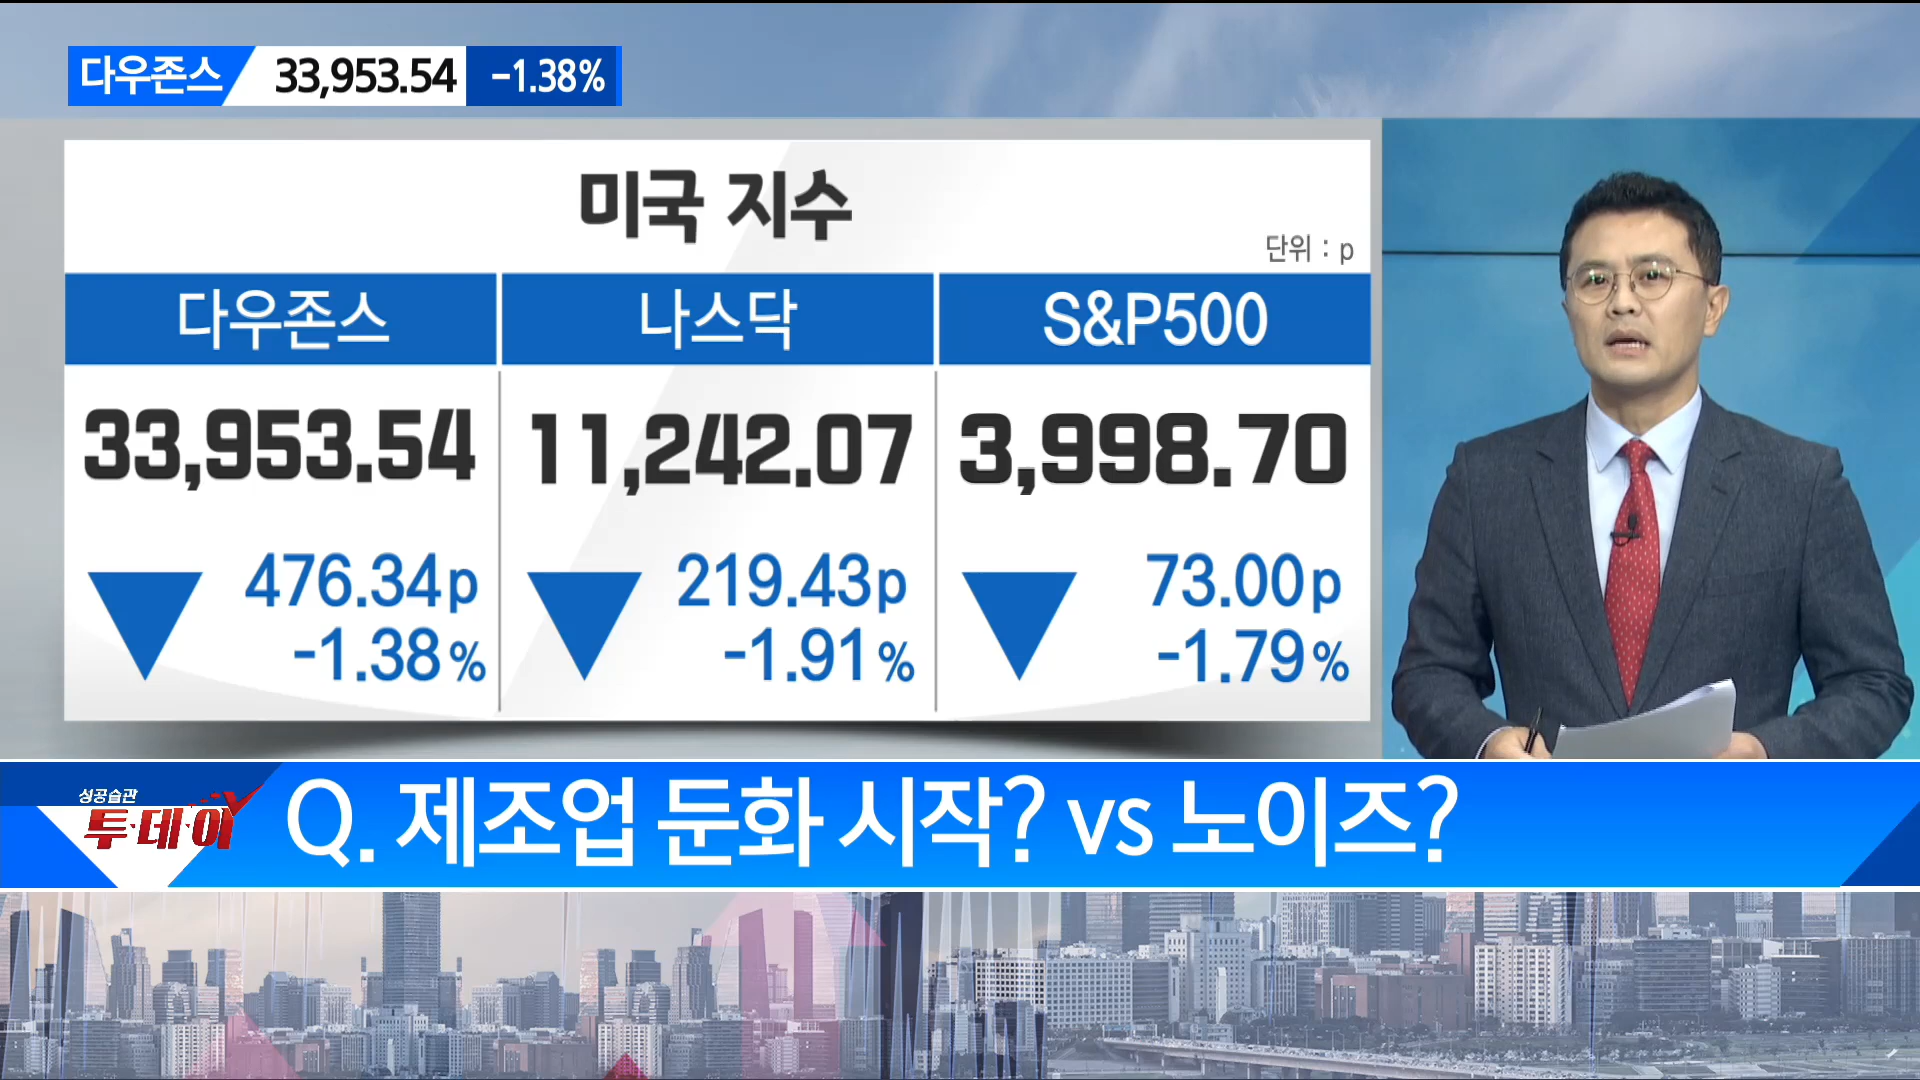 다우존스 33,953.54 -1.38%
미국 지수
단위 : p
다우존스 나스닥 S&P500
33,953.54 11,242.07 3,998.70
476.34p 219.43p 73.00p
-1.38% -1.91% -1.79%
성공습관
투·데이
Q. 제조업 둔화 시작? vs 노이즈?